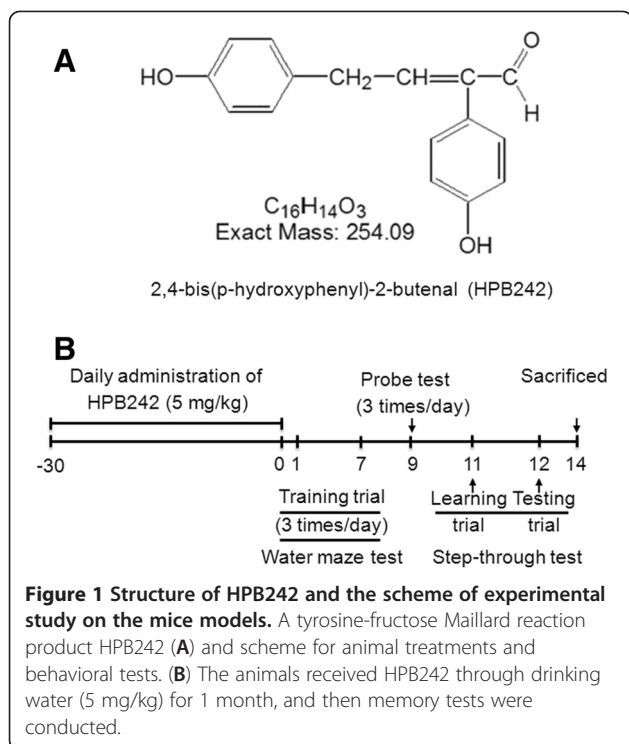 A
HO
CH₂
CH
C
C
O
H
OH
C₁₆H₁₄O₃
Exact Mass: 254.09
2,4-bis(p-hydroxyphenyl)-2-butenal (HPB242)
B
Daily administration of
HPB242 (5 mg/kg)
Probe test
(3 times/day)
Sacrificed
-30 0 1 7 9 11 12 14
Training trial
(3 times/day)
Water maze test
Learning Testing
trial trial
Step-through test
Figure 1 Structure of HPB242 and the scheme of experimental
study on the mice models. A tyrosine-fructose Maillard reaction
product HPB242 (A) and scheme for animal treatments and
behavioral tests. (B) The animals received HPB242 through drinking
water (5 mg/kg) for 1 month, and then memory tests were
conducted.